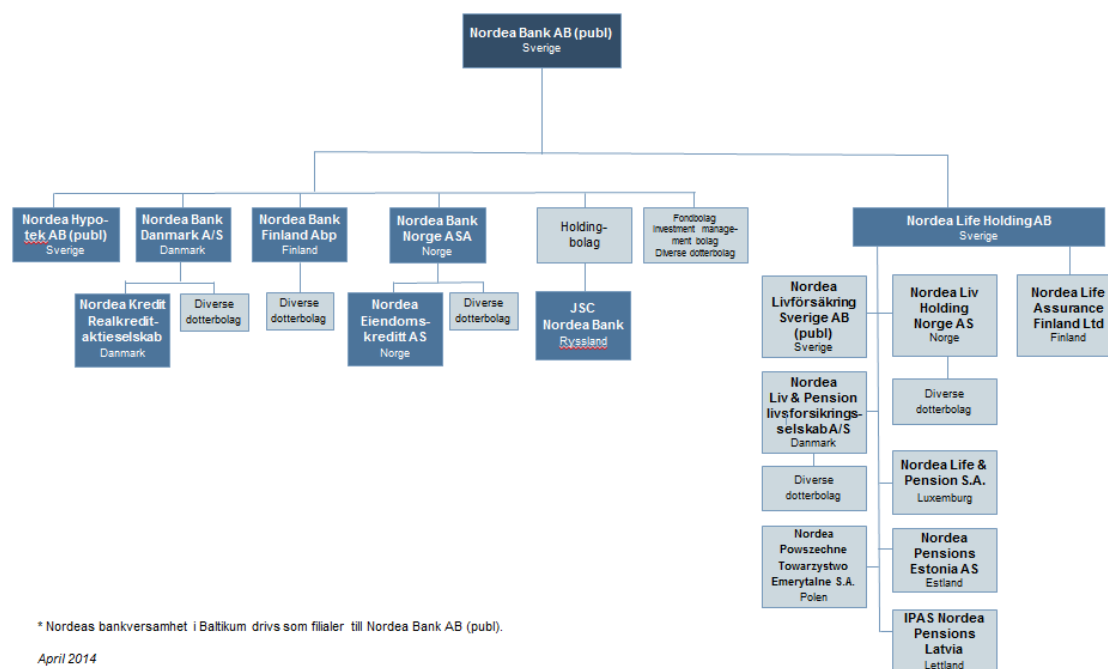 Nordea Bank AB (publ)
Sverige
Nordea Hypo-
tek AB (publ)
Sverige
Nordea Bank
Danmark A/S
Danmark
Nordea Bank
Finland Abp
Finland
Nordea Bank
Norge ASA
Norge
Holding-
bolag
Fondbolag
Investment manage-
ment bolag
Diverse dotterbolag
Nordea Life Holding AB
Sverige
Nordea Kredit
Realkredit-
aktieselskab
Danmark
Diverse
dotterbolag
Diverse
dotterbolag
Nordea
Eiendoms-
kreditt AS
Norge
Diverse
dotterbolag
JSC
Nordea Bank
Ryssland
Nordea
Livförsäkring
Sverige AB
(publ)
Sverige
Nordea Liv
Holding
Norge AS
Norge
Nordea Life
Assurance
Finland Ltd
Finland
Nordea
Liv & Pension
livsforsikrings-
selskab A/S
Danmark
Diverse
dotterbolag
Diverse
dotterbolag
Nordea Life &
Pension S.A.
Luxemburg
Nordea
Powszechne
Towarzystwo
Emerytalne S.A.
Polen
Nordea
Pensions
Estonia AS
Estland
IPAS Nordea
Pensions
Latvia
Lettland
* Nordeas bankversamhet i Baltikum drivs som filialer till Nordea Bank AB (publ).
April 2014